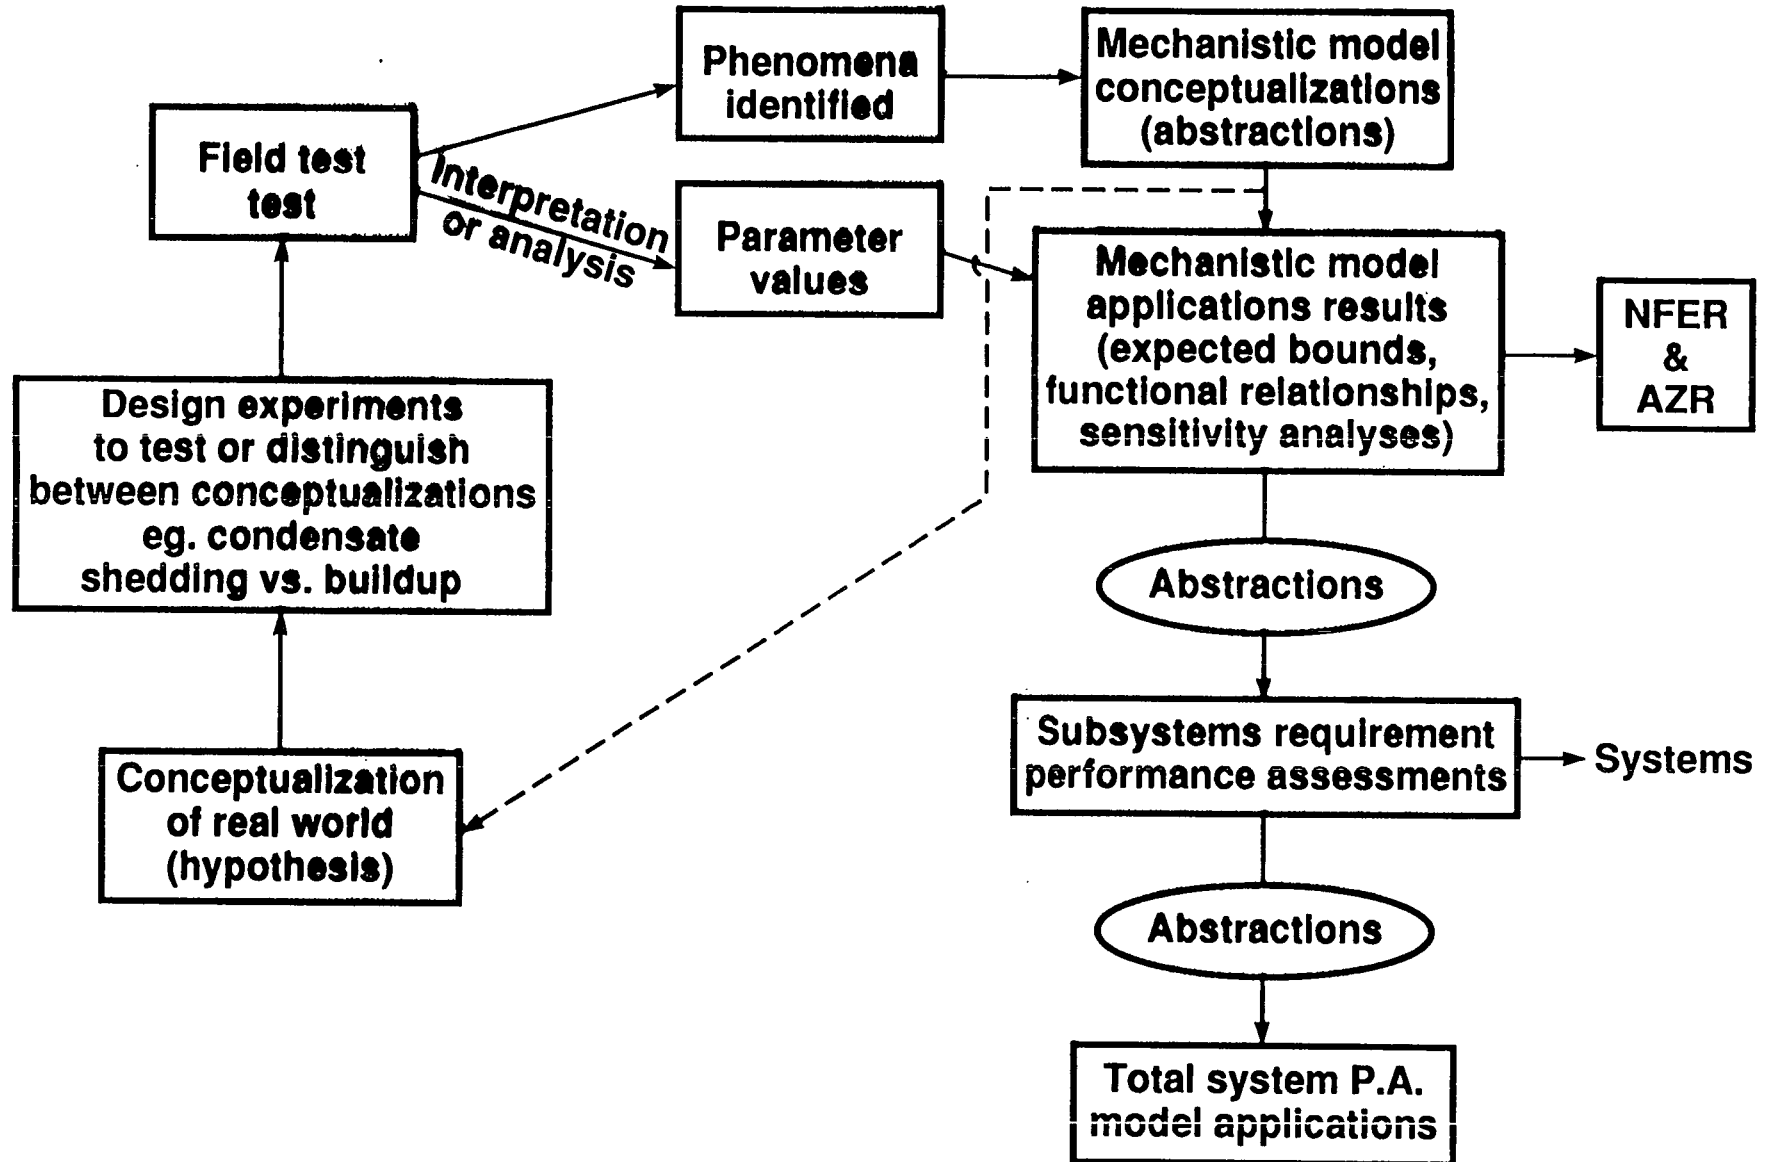 Phenomena
identified
Mechanistic model
conceptualizations
(abstractions)
Field test
test
Interpretation
or analysis
Parameter
values
Mechanistic model
applications results
(expected bounds,
functional relationships,
sensitivity analyses)
NFER
&
AZR
Design experiments
to test or distinguish
between conceptualizations
eg. condensate
shedding vs. buildup
Abstractions
Subsystems requirement
performance assessments
Systems
Conceptualization
of real world
(hypothesis)
Abstractions
Total system P.A.
model applications